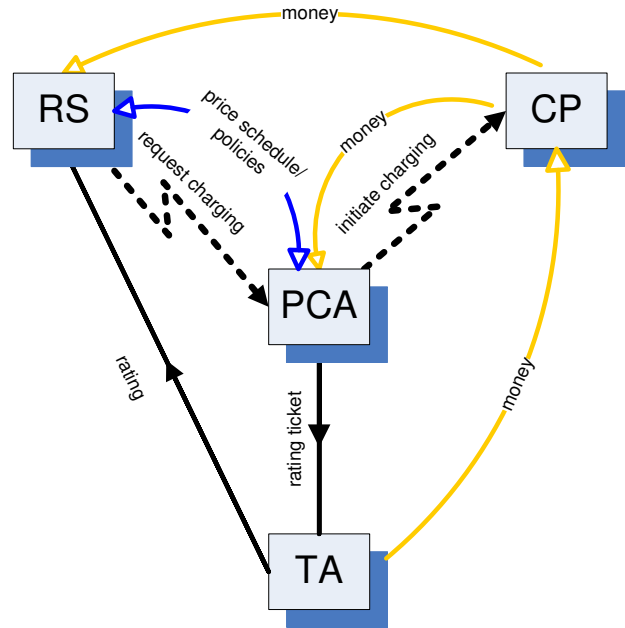 money
RS
CP
price schedule/
policies
money
request charging
initiate charging
PCA
rating
rating ticket
money
TA